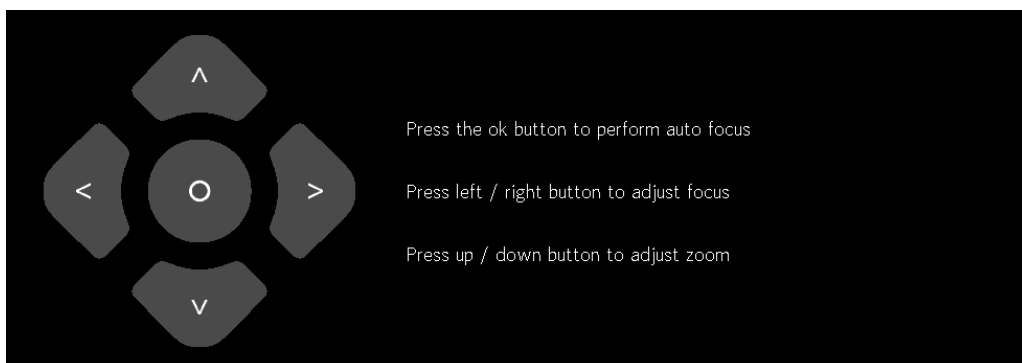 ^
Press the ok button to perform auto focus
< O >
Press left / right button to adjust focus
Press up / down button to adjust zoom
v